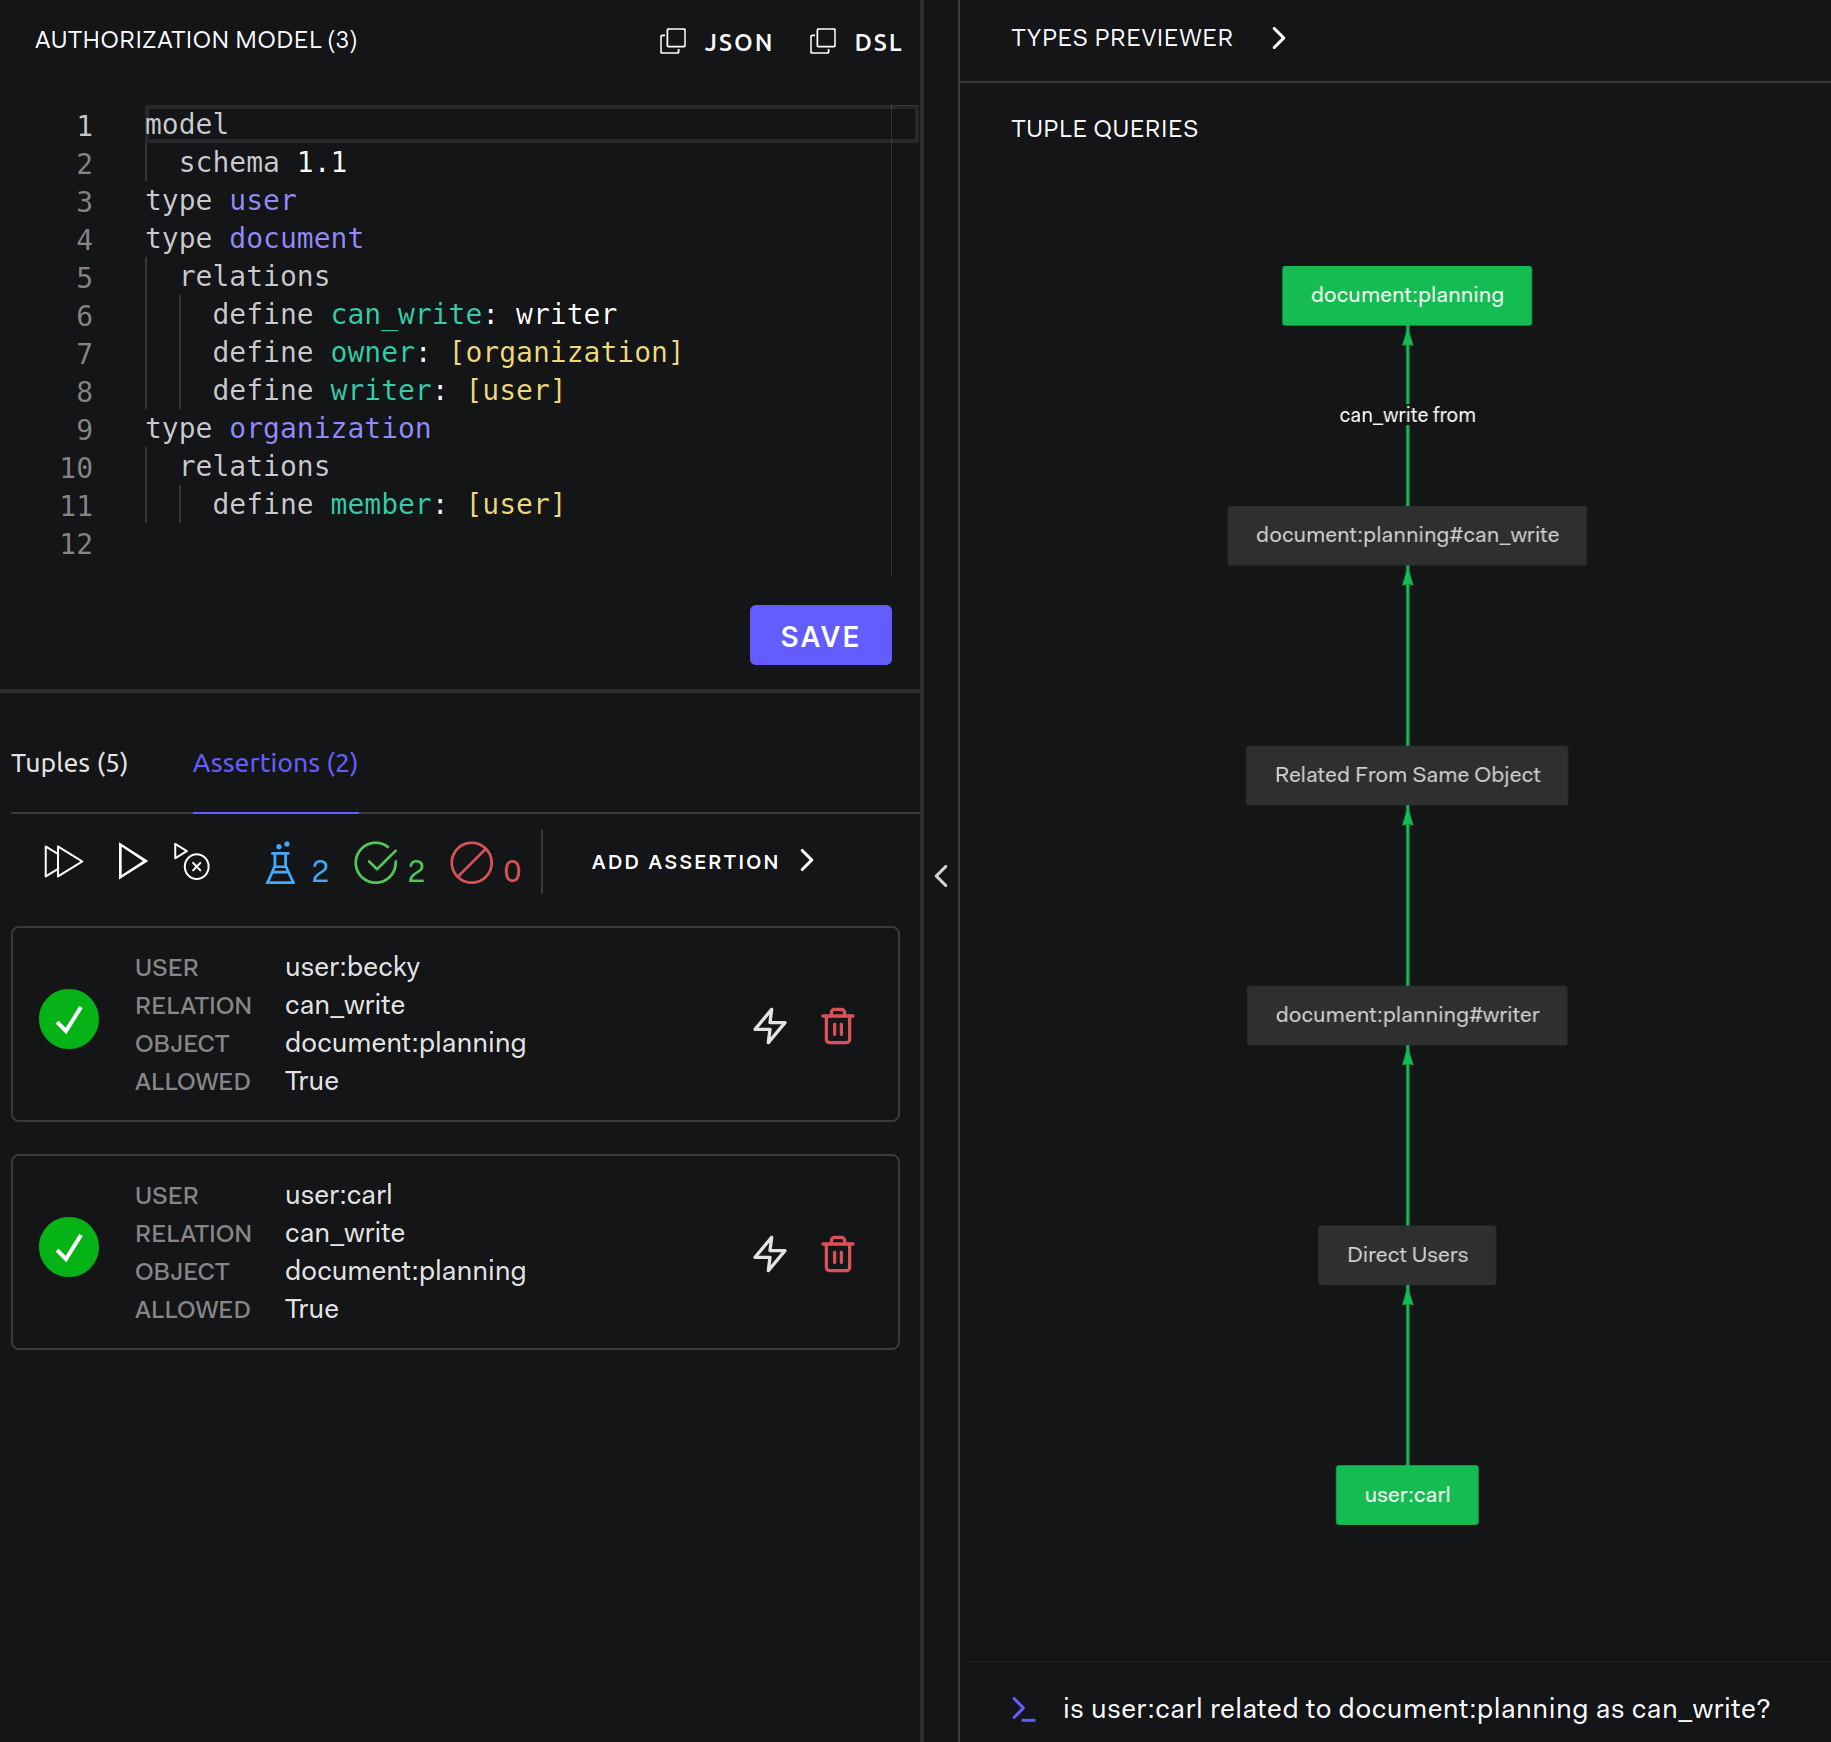 AUTHORIZATION MODEL (3)
JSON
DSL
1 model
2 schema 1.1
3 type user
4 type document
5 relations
6 define can_write: writer
7 define owner: [organization]
8 define writer: [user]
9 type organization
10 relations
11 define member: [user]
12
SAVE
Tuples (5)
Assertions (2)
2
2
0
ADD ASSERTION
USER user:becky
RELATION can_write
OBJECT document:planning
ALLOWED True
USER user:carl
RELATION can_write
OBJECT document:planning
ALLOWED True
TYPES PREVIEWER
TUPLE QUERIES
document:planning
can_write from
document:planning#can_write
Related From Same Object
document:planning#writer
Direct Users
user:carl
is user:carl related to document:planning as can_write?